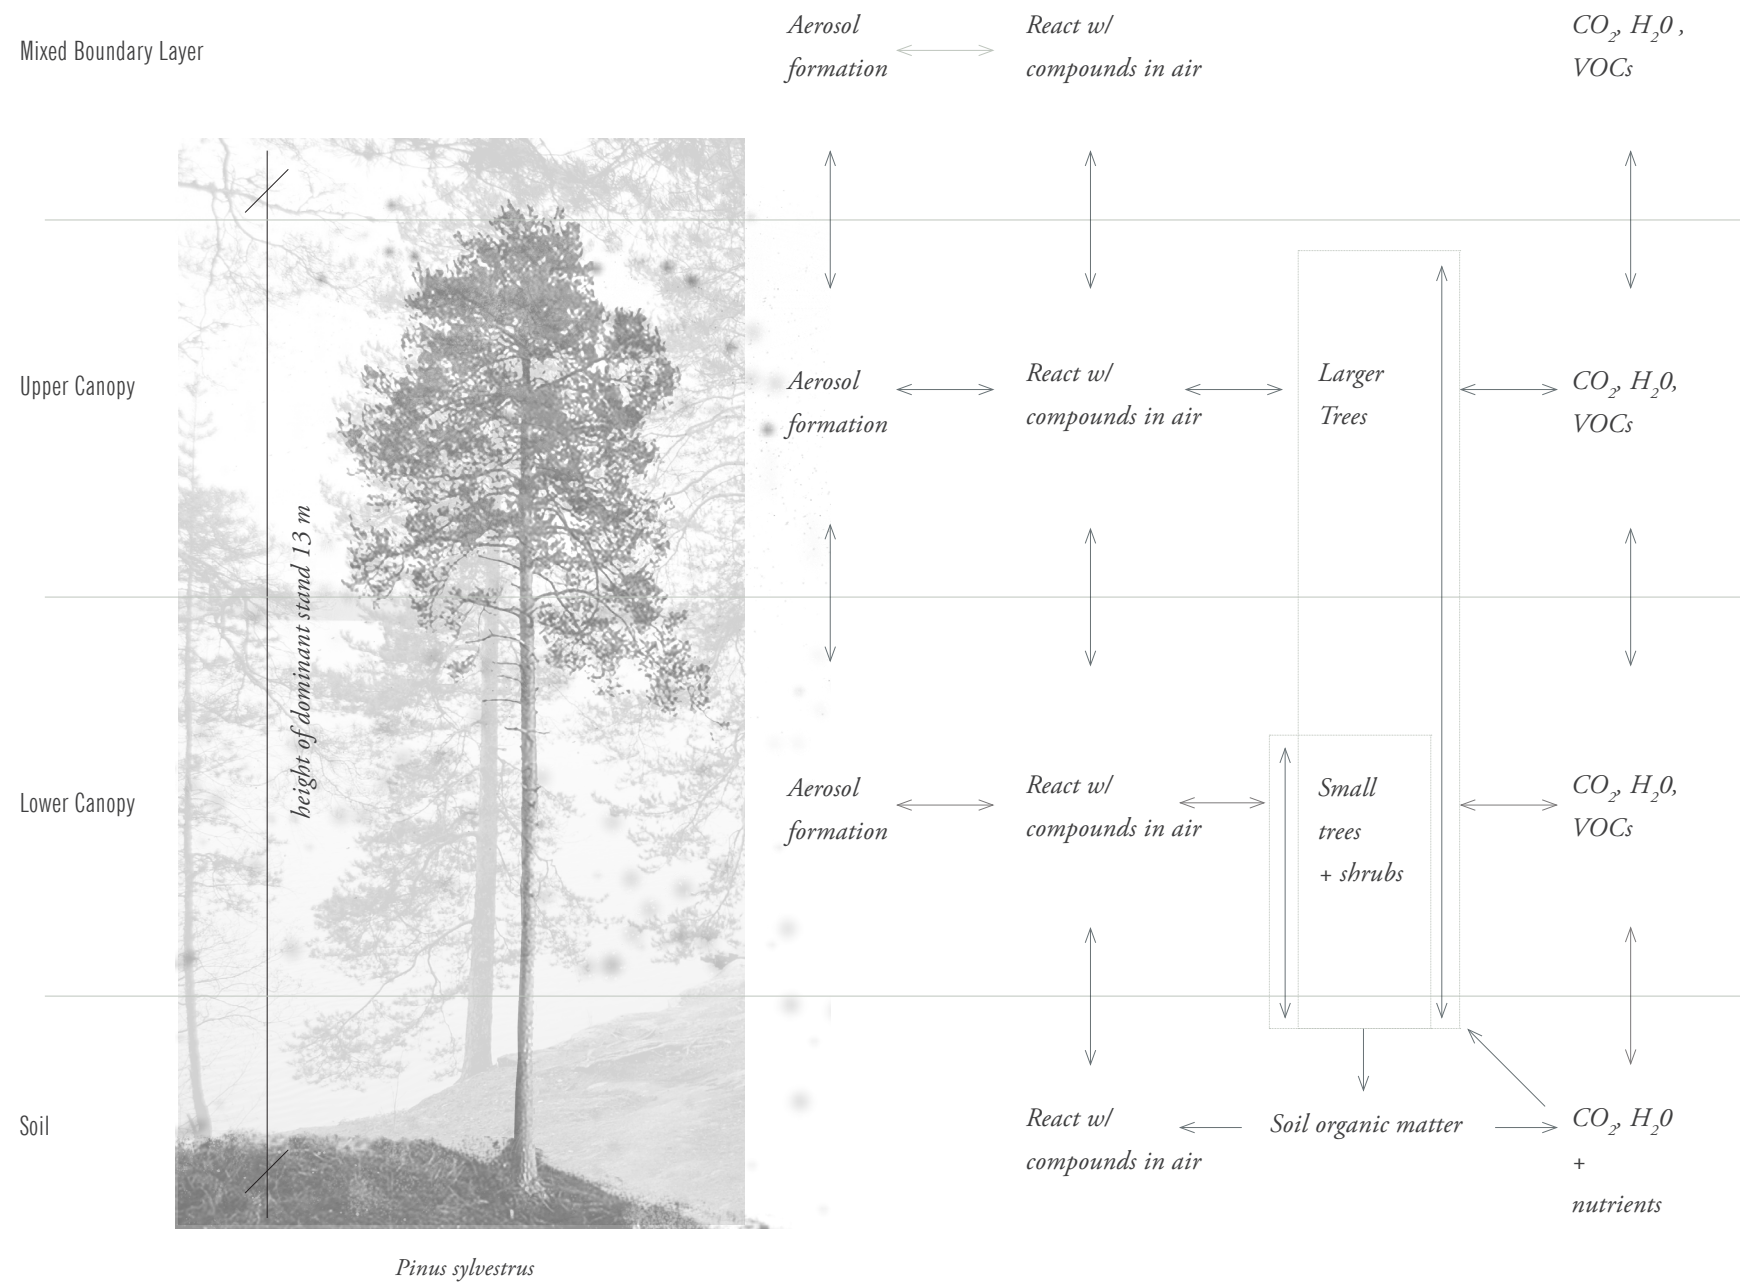 Mixed Boundary Layer
Aerosol
formation
React w/
compounds in air
CO2, H20 ,
VOCs
Upper Canopy
Aerosol
formation
React w/
compounds in air
Larger
Trees
CO2, H20,
VOCs
height of dominant stand 13 m
Lower Canopy
Aerosol
formation
React w/
compounds in air
Small
trees
+ shrubs
CO2, H20,
VOCs
Soil
React w/
compounds in air
Soil organic matter
CO2, H20
+
nutrients
Pinus sylvestrus